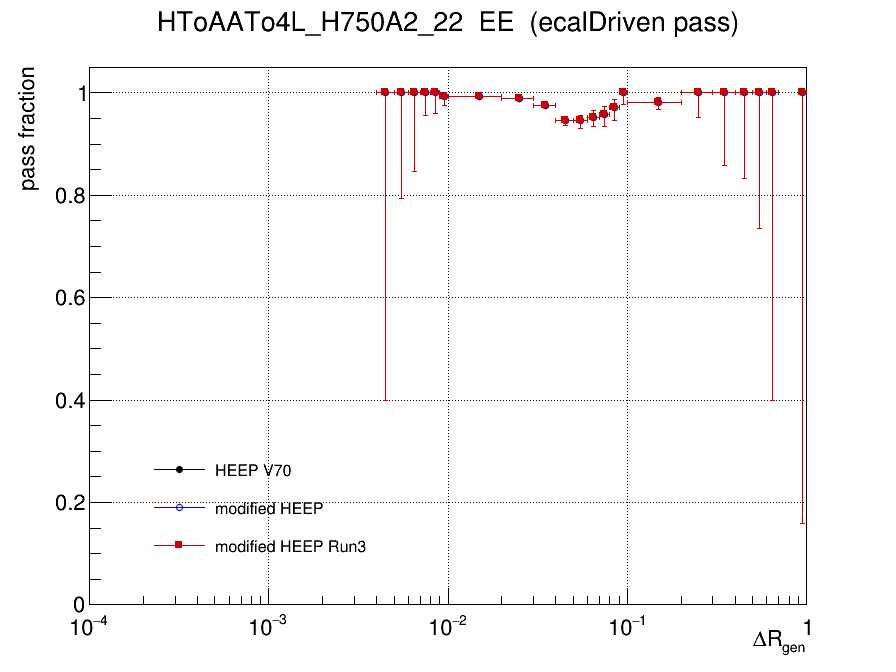 HToAATo4L_H750A2_22 EE (ecalDriven pass)
pass fraction
1
0.8
0.6
0.4
0.2
0
HEEP V70
modified HEEP
modified HEEP Run3
10⁻⁴ 10⁻³ 10⁻² 10⁻¹ 1
ΔR_gen